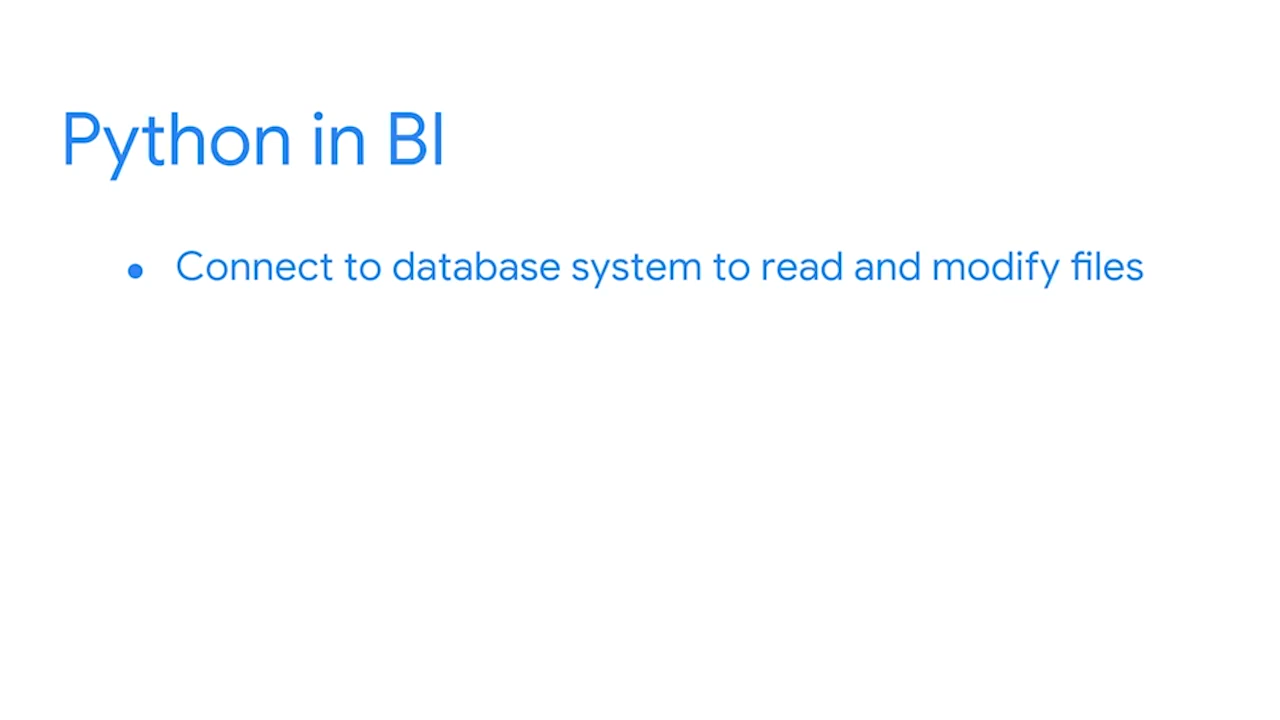 Python in BI
• Connect to database system to read and modify files